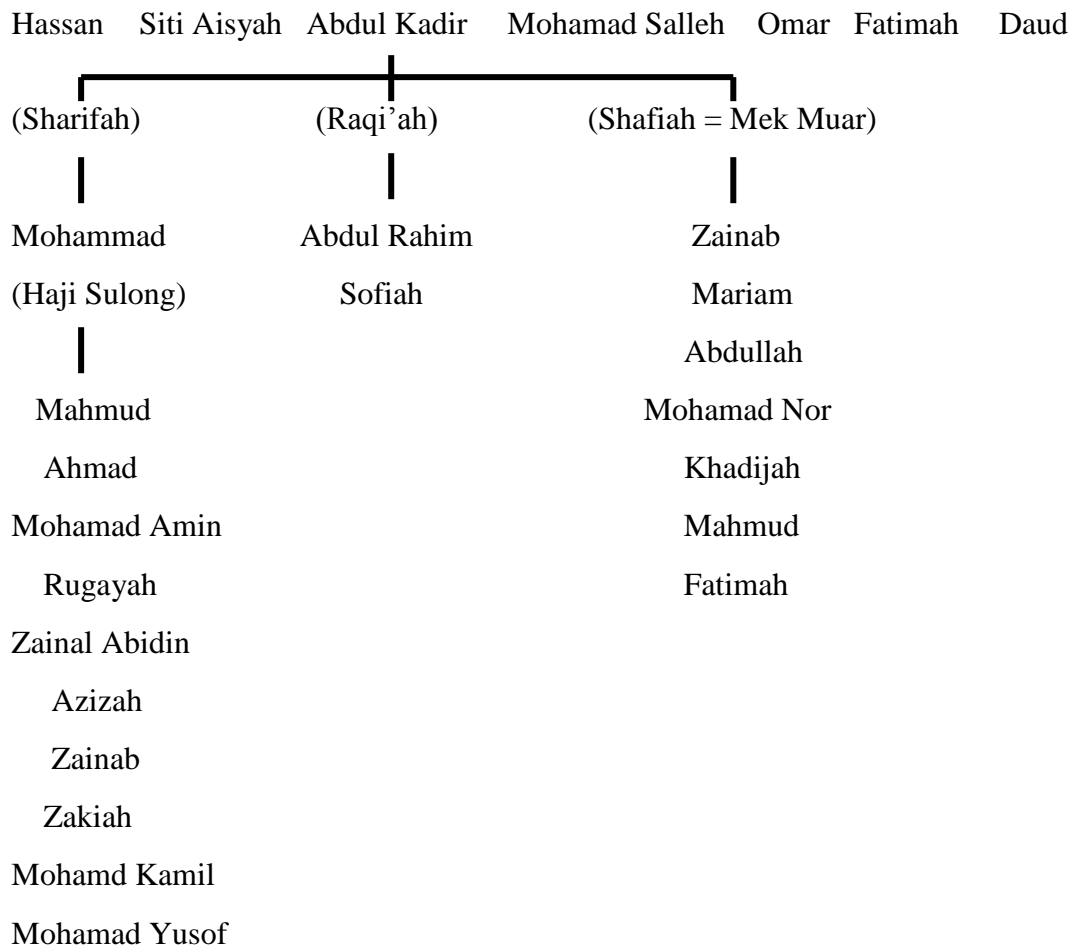 Hassan Siti Aisyah Abdul Kadir Mohamad Salleh Omar Fatimah Daud
(Sharifah) (Raqi’ah) (Shafiah = Mek Muar)
Mohammad Abdul Rahim Zainab
(Haji Sulong) Sofiah Mariam
Abdullah
Mahmud Mohamad Nor
Ahmad Khadijah
Mohamad Amin Mahmud
Rugayah Fatimah
Zainal Abidin
Azizah
Zainab
Zakiah
Mohamd Kamil
Mohamad Yusof